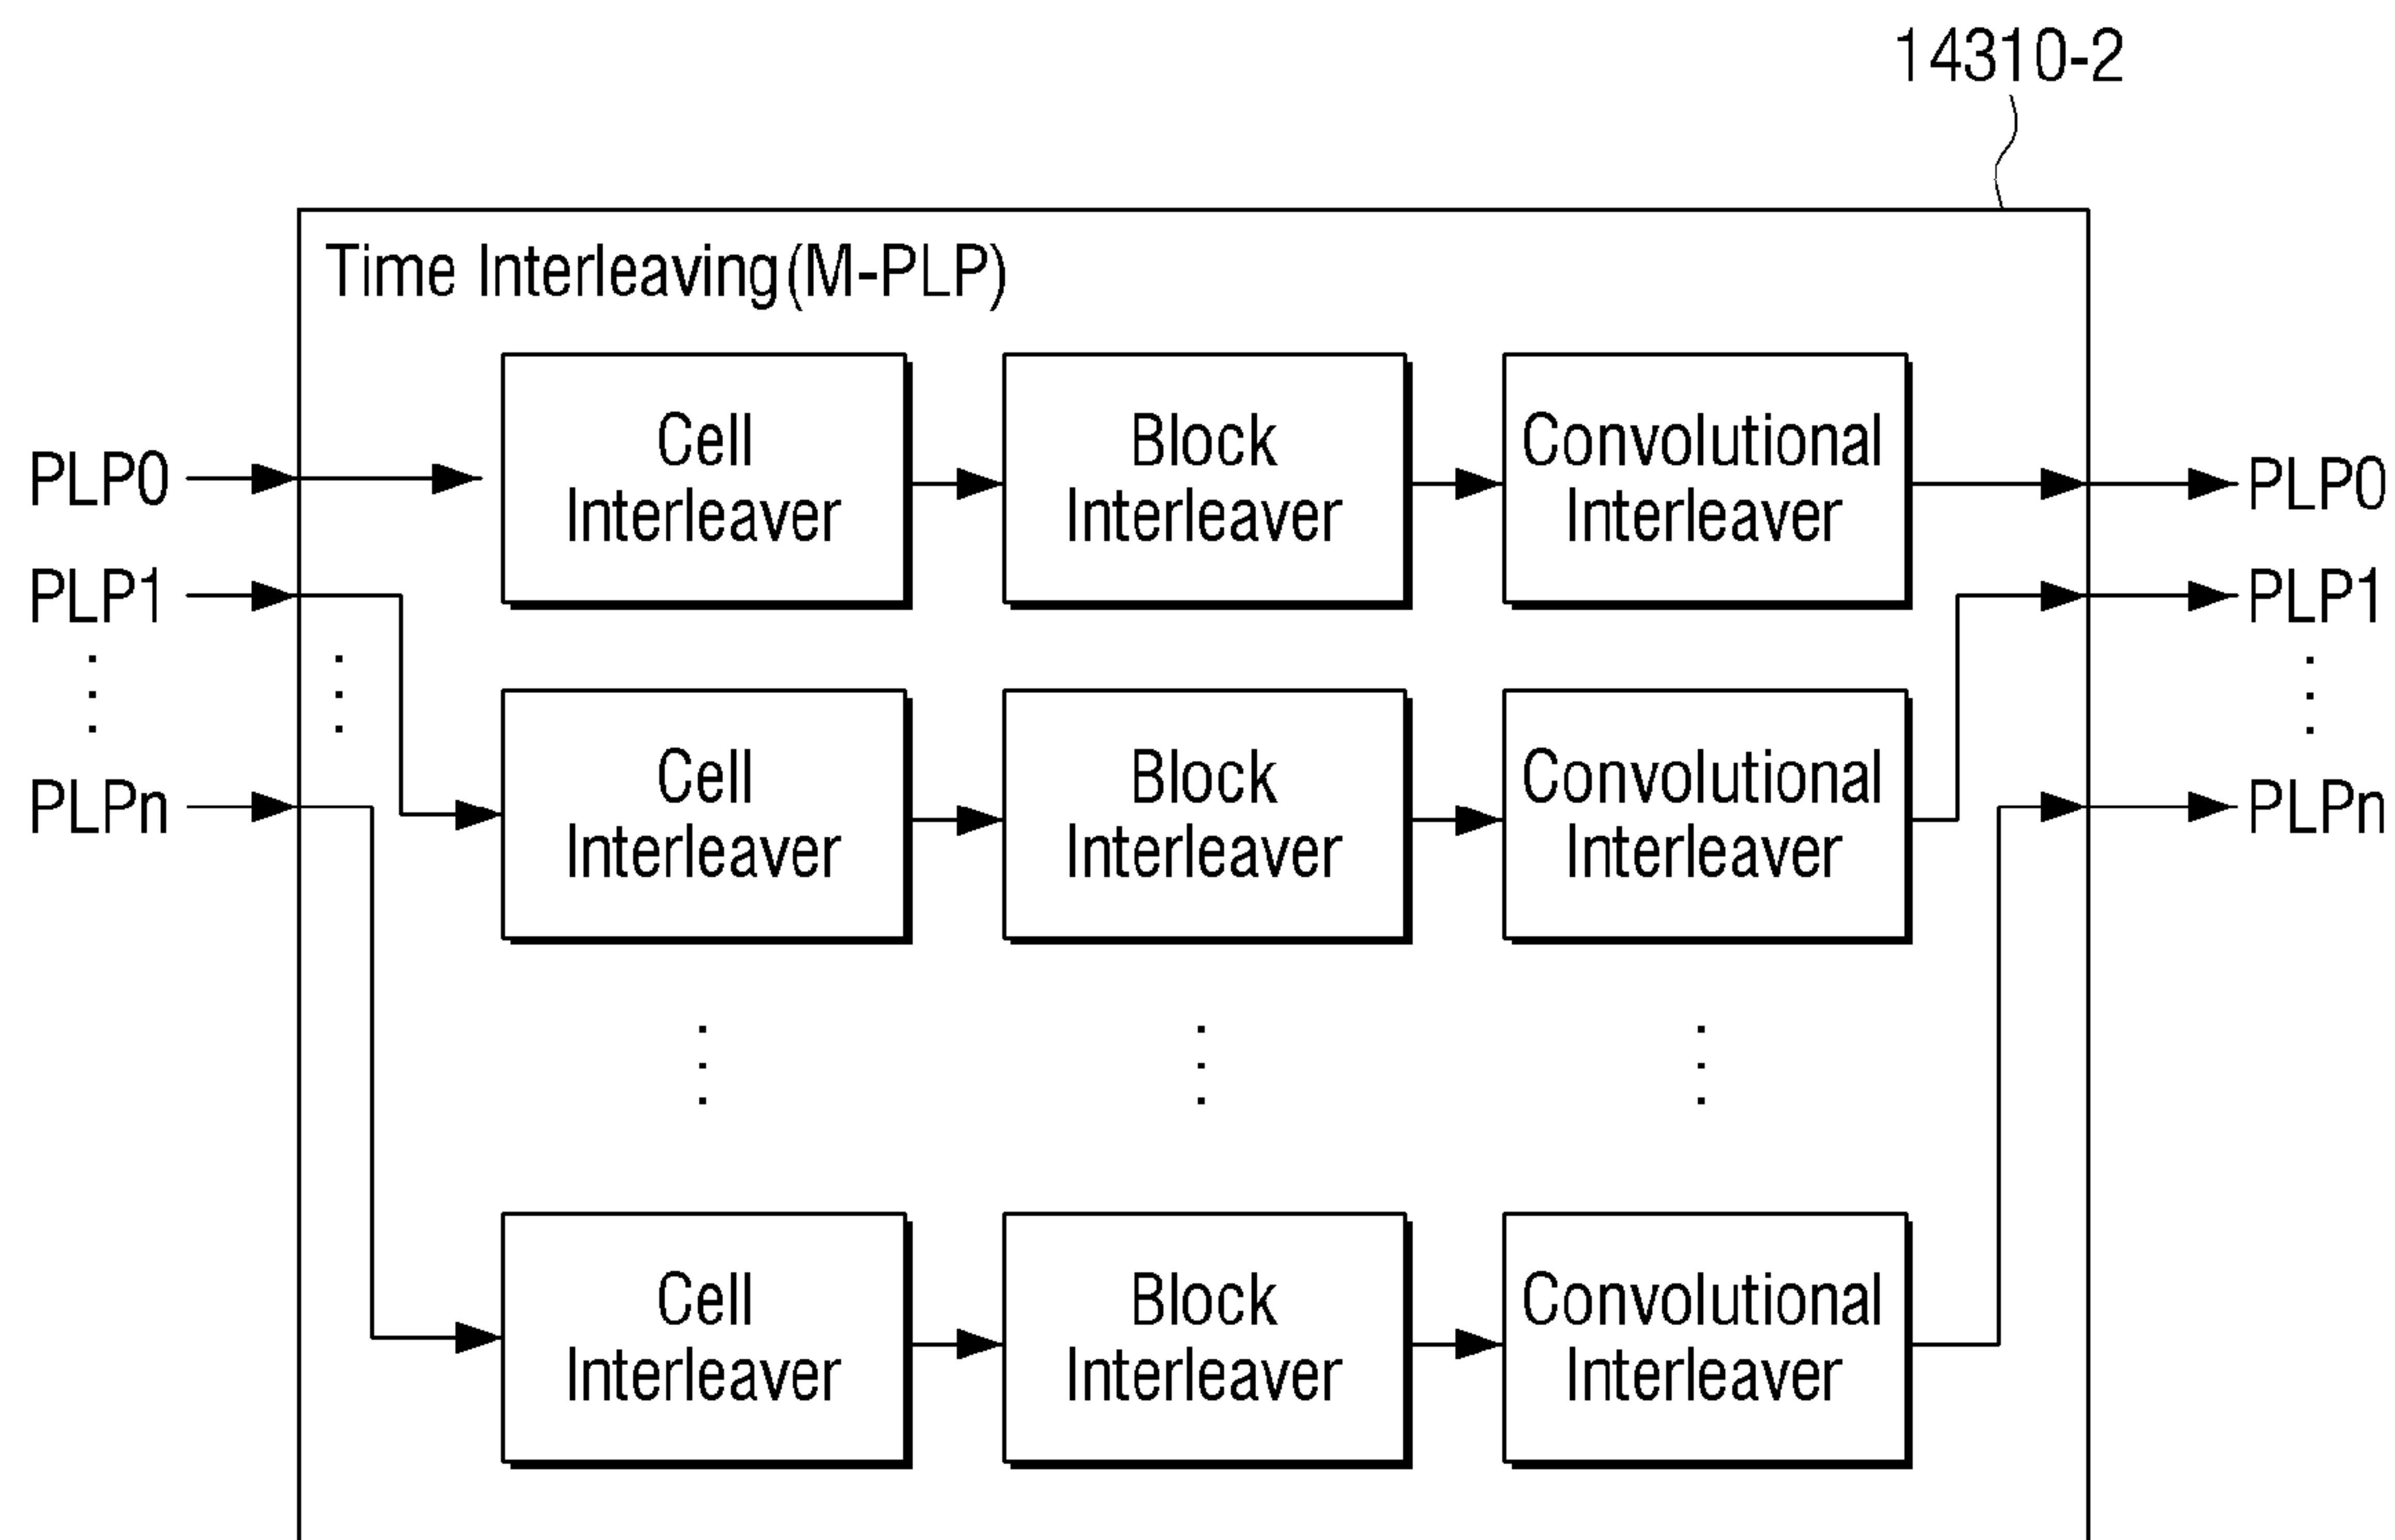 14310-2
Time Interleaving(M-PLP)
PLP0
Cell
Interleaver
Block
Interleaver
Convolutional
Interleaver
PLP0
PLP1
PLP1
Cell
Interleaver
Block
Interleaver
Convolutional
Interleaver
PLPn
PLPn
Cell
Interleaver
Block
Interleaver
Convolutional
Interleaver